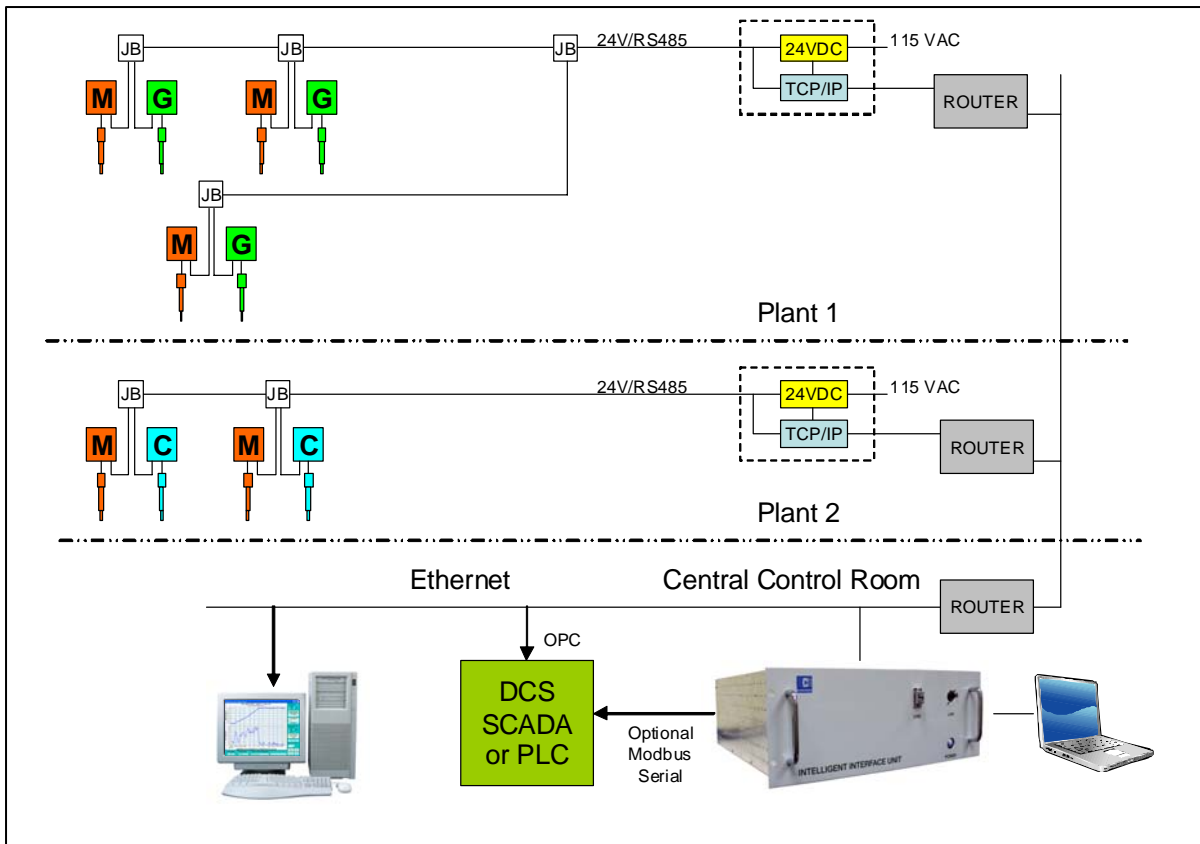 JB
JB
JB
24V/RS485
24VDC
115 VAC
TCP/IP
ROUTER
M
G
M
G
JB
M
G
Plant 1
JB
JB
24V/RS485
24VDC
115 VAC
TCP/IP
ROUTER
M
C
M
C
Plant 2
Ethernet
Central Control Room
ROUTER
OPC
DCS
SCADA
or PLC
Optional
Modbus
Serial
INTELLIGENT INTERFACE UNIT